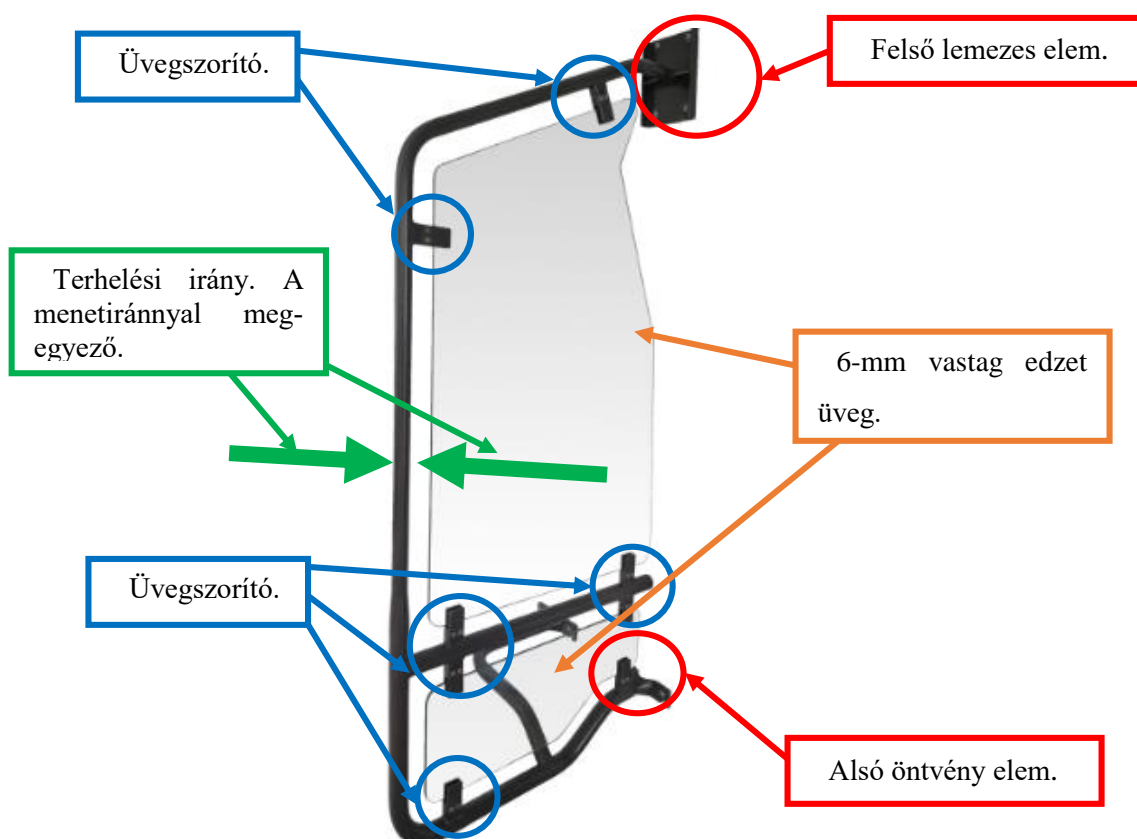 Üvegszorító.
Felső lemezes elem.
Terhelési irány. A
menetiránnyal meg-
egyező.
6-mm vastag edzet
üveg.
Üvegszorító.
Alsó öntvény elem.